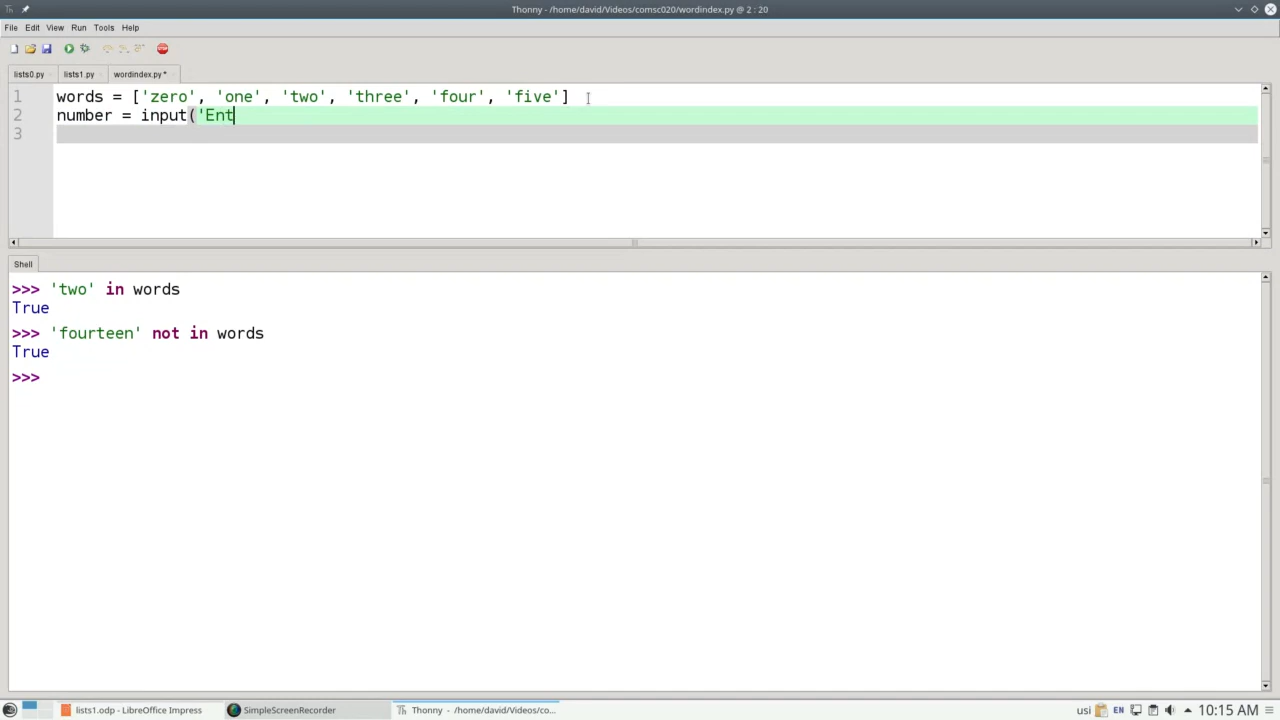 Thonny - /home/david/Videos/comsc020/wordindex.py @ 2 : 20
File Edit View Run Tools Help
lists0.py lists1.py wordindex.py *
1 words = ['zero', 'one', 'two', 'three', 'four', 'five']
2 number = input('Ent
3
Shell
>>> 'two' in words
True
>>> 'fourteen' not in words
True
>>>
lists1.odp - LibreOffice Impress SimpleScreenRecorder Thonny - /home/david/Videos/co... usi EN 10:15 AM